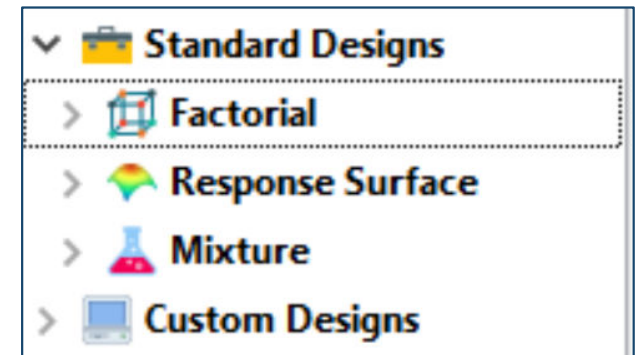 Standard Designs
Factorial
Response Surface
Mixture
Custom Designs